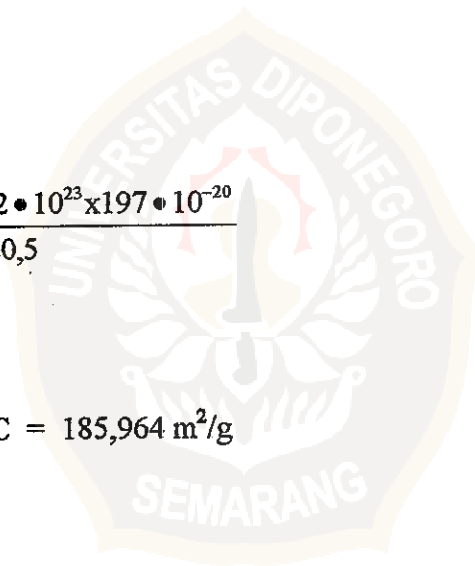 2 • 10²³x197 • 10⁻²⁰
0,5
C = 185,964 m²/g
UNIVERSITAS DIPONEGORO
SEMARANG